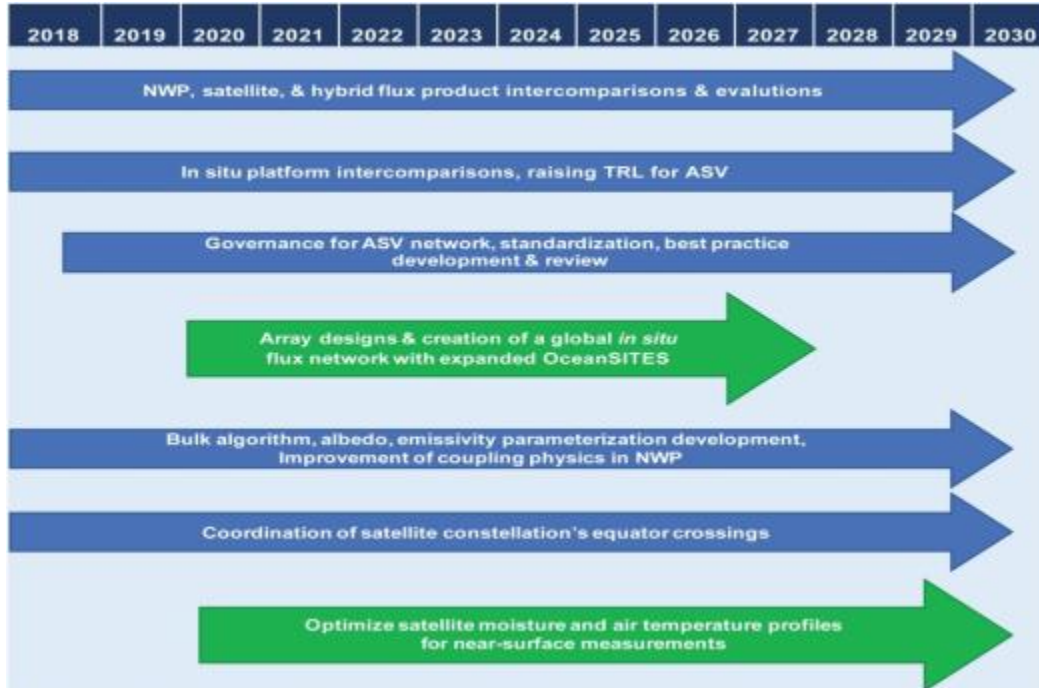 2018 2019 2020 2021 2022 2023 2024 2025 2026 2027 2028 2029 2030
NWP, satellite, & hybrid flux product intercomparisons & evalutions
In situ platform intercomparisons, raising TRL for ASV
Governance for ASV network, standardization, best practice
development & review
Array designs & creation of a global in situ
flux network with expanded OceanSITES
Bulk algorithm, albedo, emissivity parameterization development,
Improvement of coupling physics in NWP
Coordination of satellite constellation's equator crossings
Optimize satellite moisture and air temperature profiles
for near-surface measurements